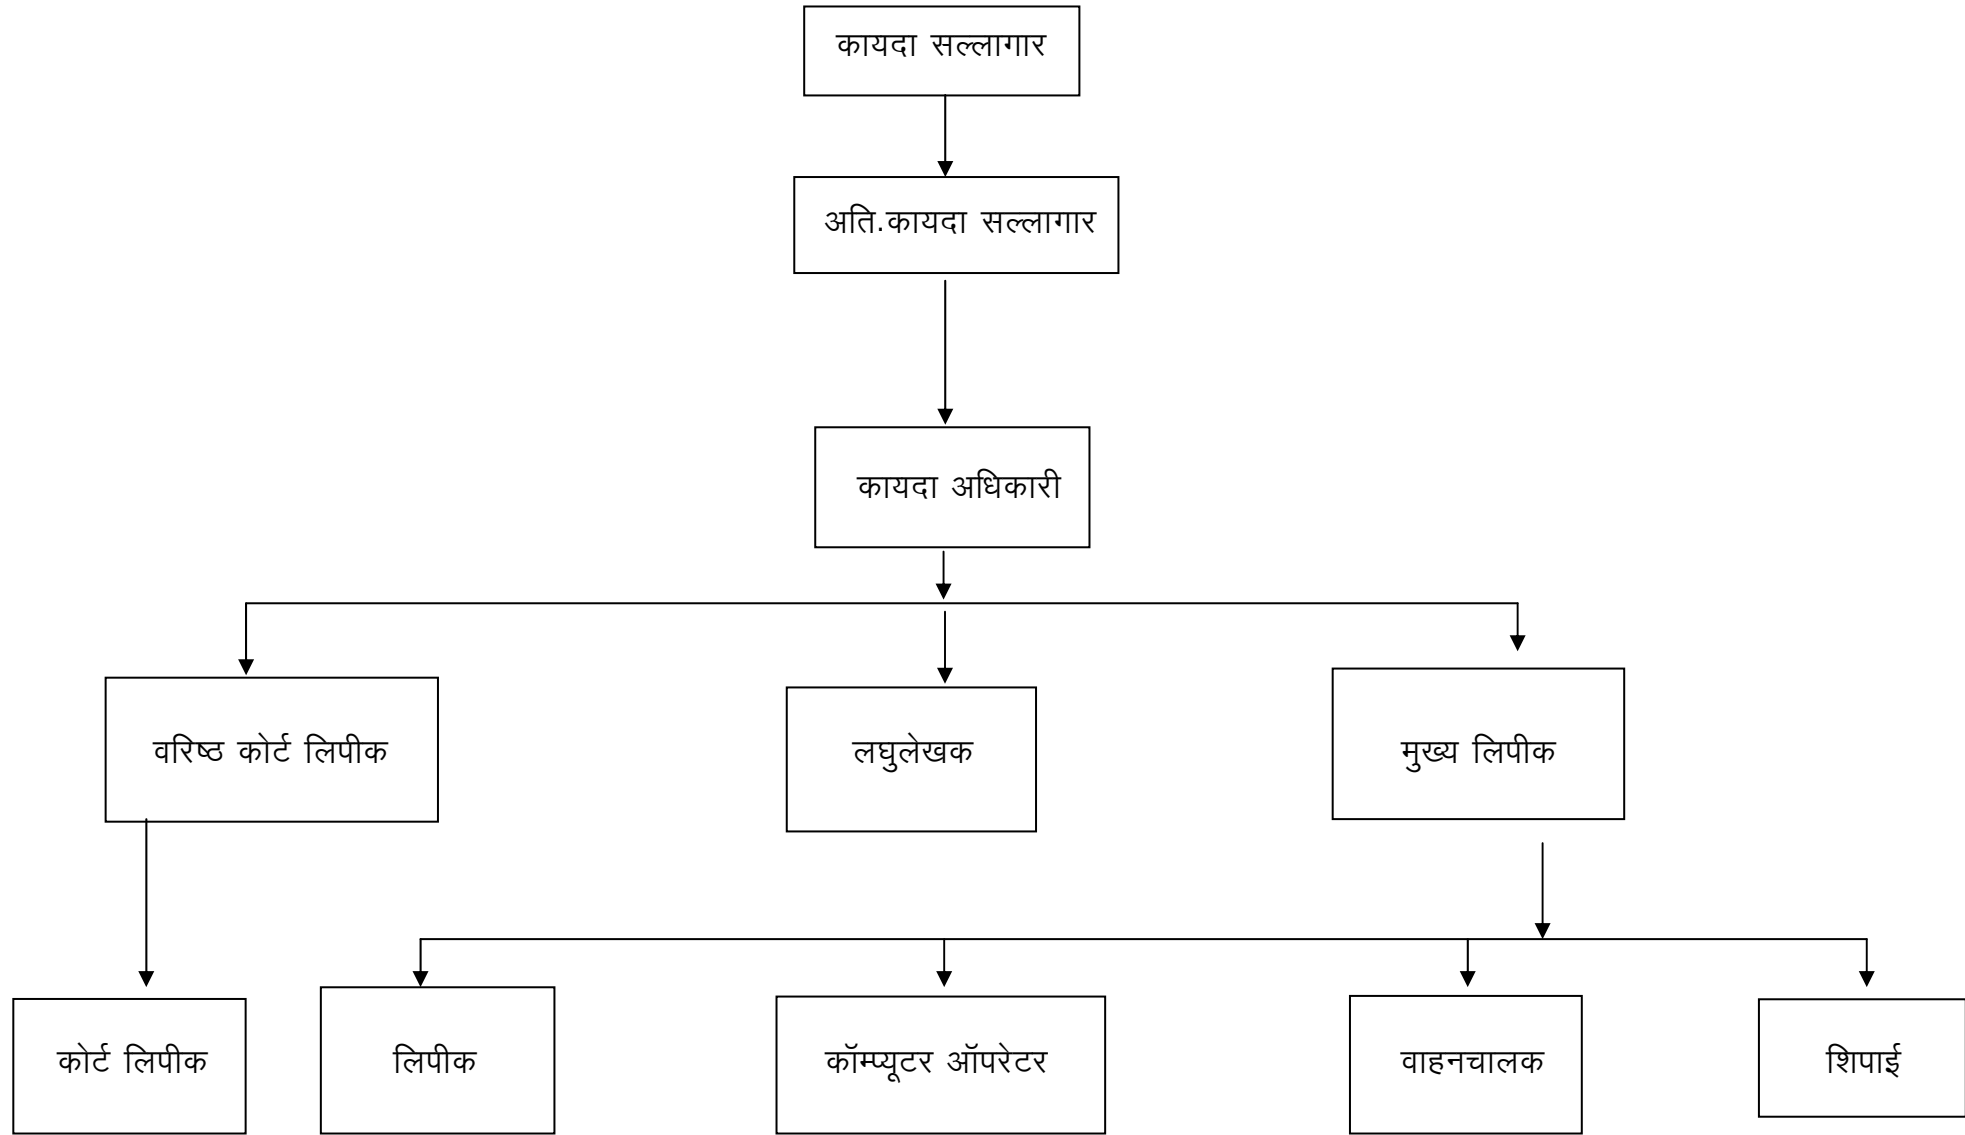 कायदा सल्लागार
अति.कायदा सल्लागार
कायदा अधिकारी
वरिष्ठ कोर्ट लिपीक
लघुलेखक
मुख्य लिपीक
कोर्ट लिपीक
लिपीक
कॉम्प्यूटर ऑपरेटर
वाहनचालक
शिपाई